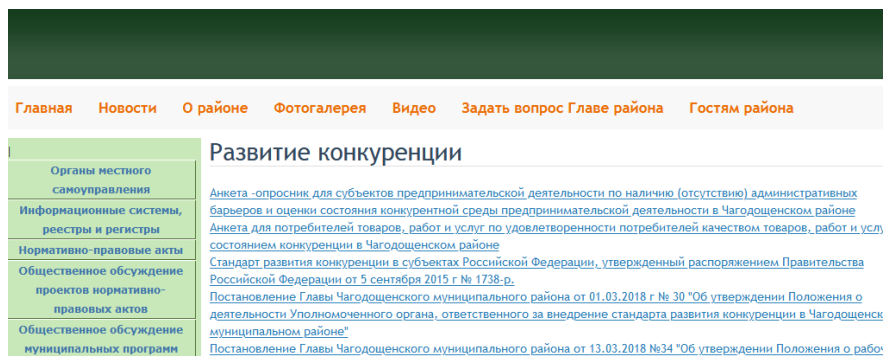 Главная Новости О районе Фотогалерея Видео Задать вопрос Главе района Гостям района
Органы местного
самоуправления
Информационные системы,
реестры и регистры
Нормативно-правовые акты
Общественное обсуждение
проектов нормативно-
правовых актов
Общественное обсуждение
муниципальных программ
Развитие конкуренции
Анкета -опросник для субъектов предпринимательской деятельности по наличию (отсутствию) административных
барьеров и оценки состояния конкурентной среды предпринимательской деятельности в Чагодощенском районе
Анкета для потребителей товаров, работ и услуг по удовлетворенности потребителей качеством товаров, работ и
состоянием конкуренции в Чагодощенском районе
Стандарт развития конкуренции в субъектах Российской Федерации, утвержденный распоряжением Правительства
Российской Федерации от 5 сентября 2015 г № 1738-р.
Постановление Главы Чагодощенского муниципального района от 01.03.2018 г № 30 "Об утверждении Положения о
деятельности Уполномоченного органа, ответственного за внедрение стандарта развития конкуренции в
муниципальном районе"
Постановление Главы Чагодощенского муниципального района от 13.03.2018 №34 "Об утверждении Положения о